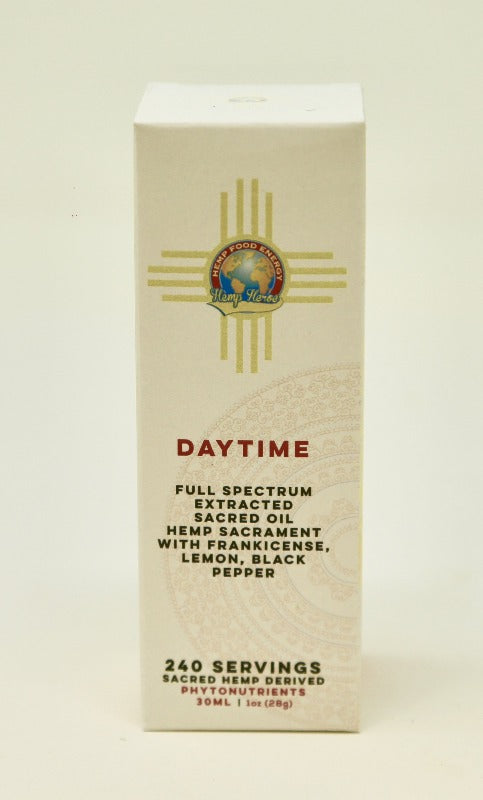 HEMP FOOD ENERGY
Hemp Heroes
DAYTIME
FULL SPECTRUM
EXTRACTED
SACRED OIL
HEMP SACRAMENT
WITH FRANKICENSE,
LEMON, BLACK
PEPPER
240 SERVINGS
SACRED HEMP DERIVED
PHYTONUTRIENTS
30ML | 1oz (28g)